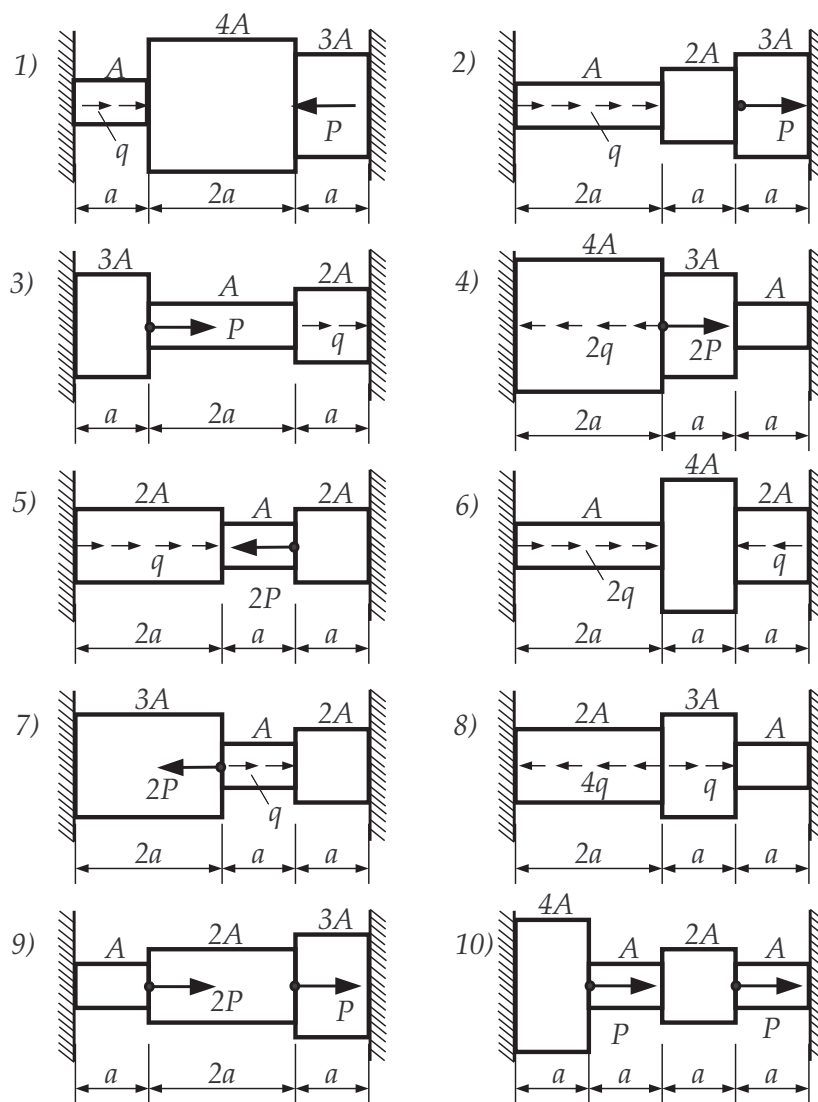 1) A 4A 3A
q P
a 2a a
2) A 2A 3A
q P
2a a a
3) 3A A 2A
P q
a 2a a
4) 4A 3A A
2q 2P
2a a a
5) 2A A 2A
q 2P
2a a a
6) A 4A 2A
2q q
2a a a
7) 3A A 2A
2P q
2a a a
8) 2A 3A A
4q q
2a a a
9) A 2A 3A
2P P
a 2a a
10) 4A A 2A A
P P
a a a a